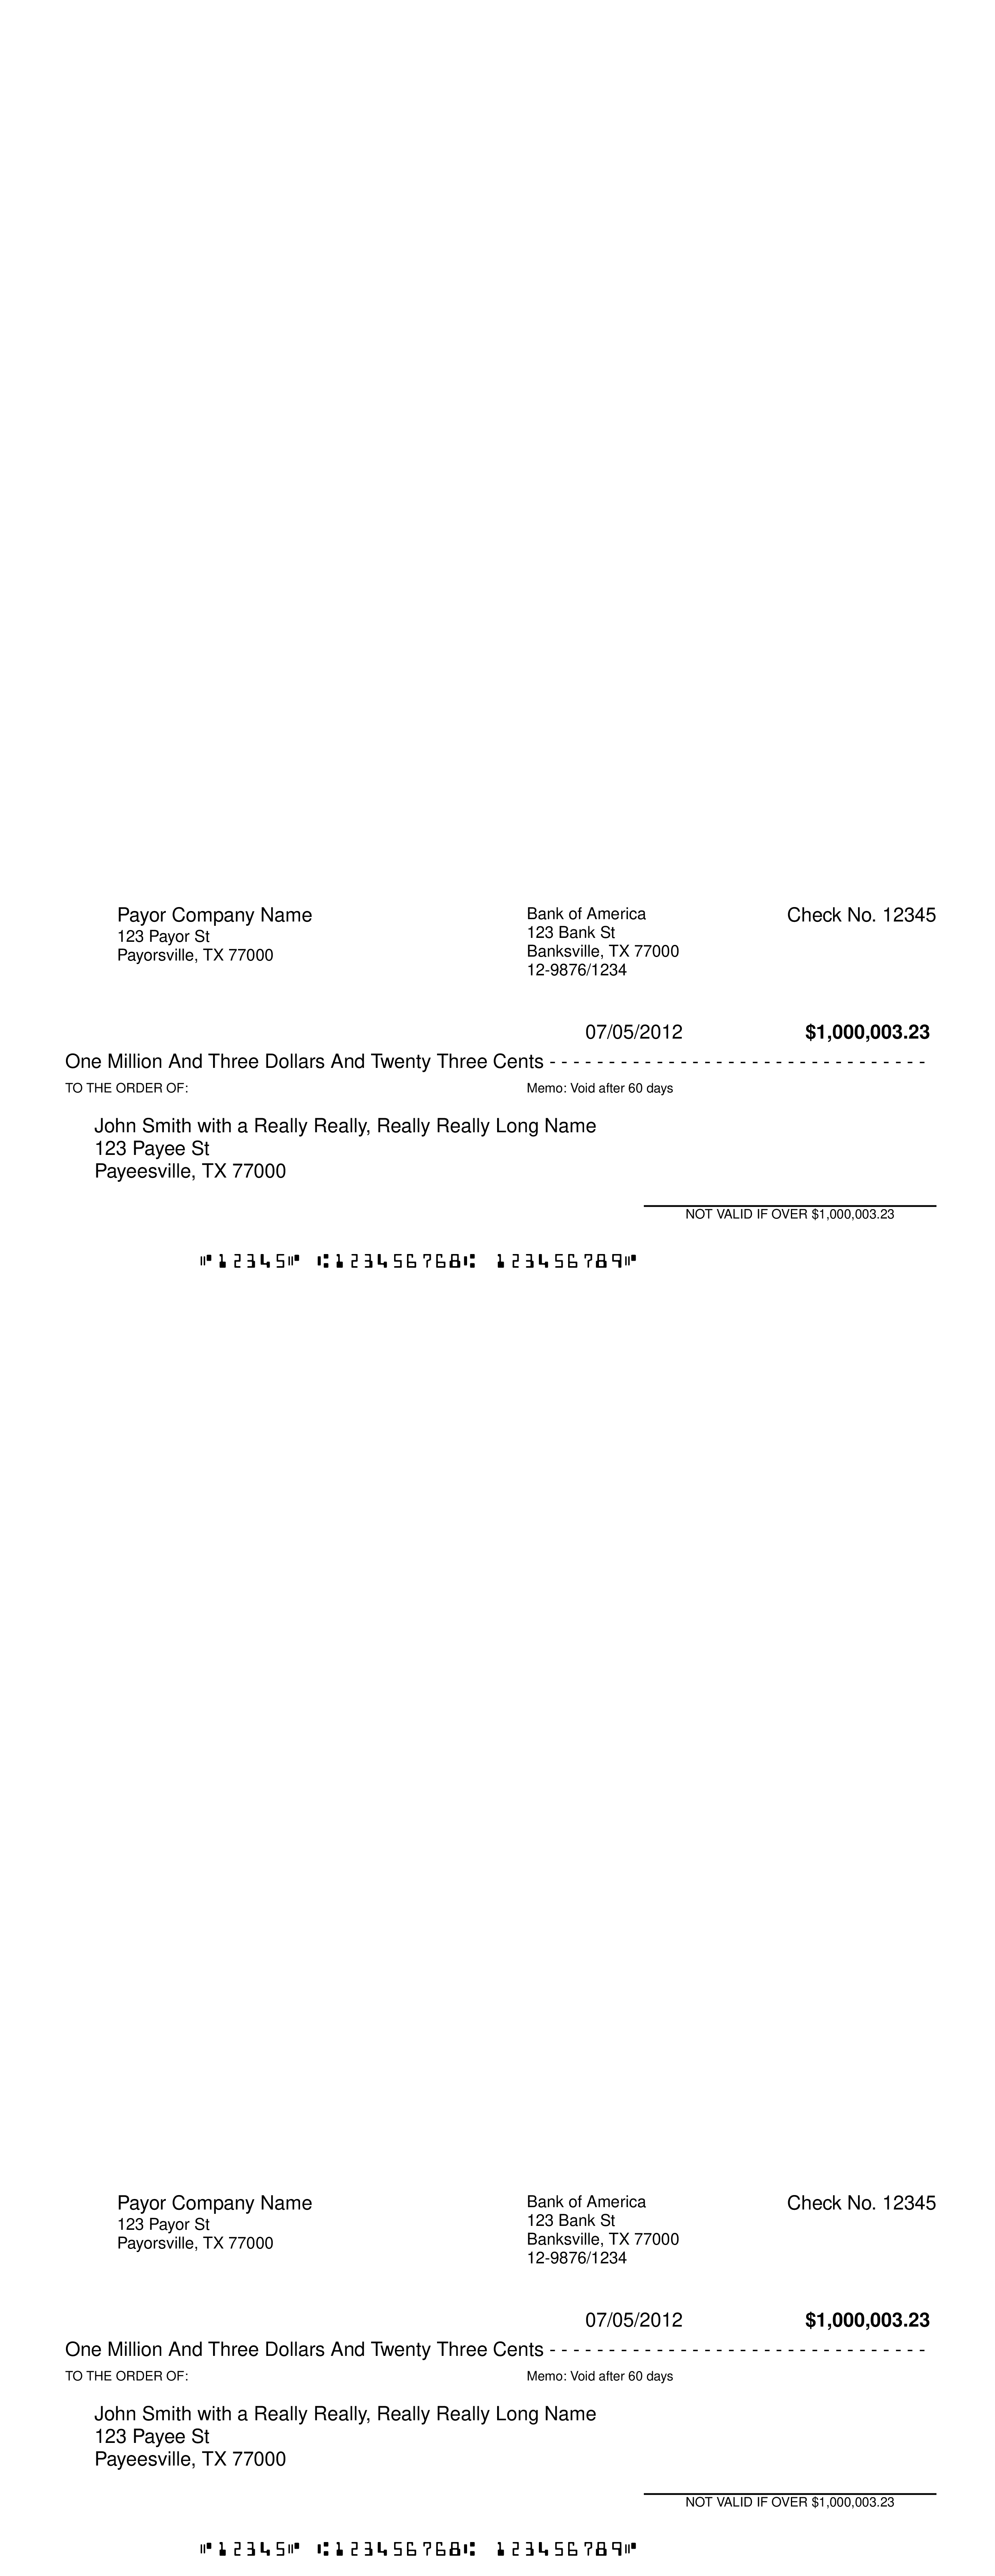 Payor Company Name
123 Payor St
Payorsville, TX 77000
Bank of America
123 Bank St
Banksville, TX 77000
12-9876/1234
Check No. 12345
07/05/2012
$1,000,003.23
One Million And Three Dollars And Twenty Three Cents - - - - - - - - - - - - - - - - - - - - - - - - - - - - - - - -
TO THE ORDER OF:
Memo: Void after 60 days
John Smith with a Really Really, Really Really Long Name
123 Payee St
Payeesville, TX 77000
NOT VALID IF OVER $1,000,003.23
⑈12345⑈ ⑆123456768⑆ 123456789⑈
Payor Company Name
123 Payor St
Payorsville, TX 77000
Bank of America
123 Bank St
Banksville, TX 77000
12-9876/1234
Check No. 12345
07/05/2012
$1,000,003.23
One Million And Three Dollars And Twenty Three Cents - - - - - - - - - - - - - - - - - - - - - - - - - - - - - - - -
TO THE ORDER OF:
Memo: Void after 60 days
John Smith with a Really Really, Really Really Long Name
123 Payee St
Payeesville, TX 77000
NOT VALID IF OVER $1,000,003.23
⑈12345⑈ ⑆123456768⑆ 123456789⑈